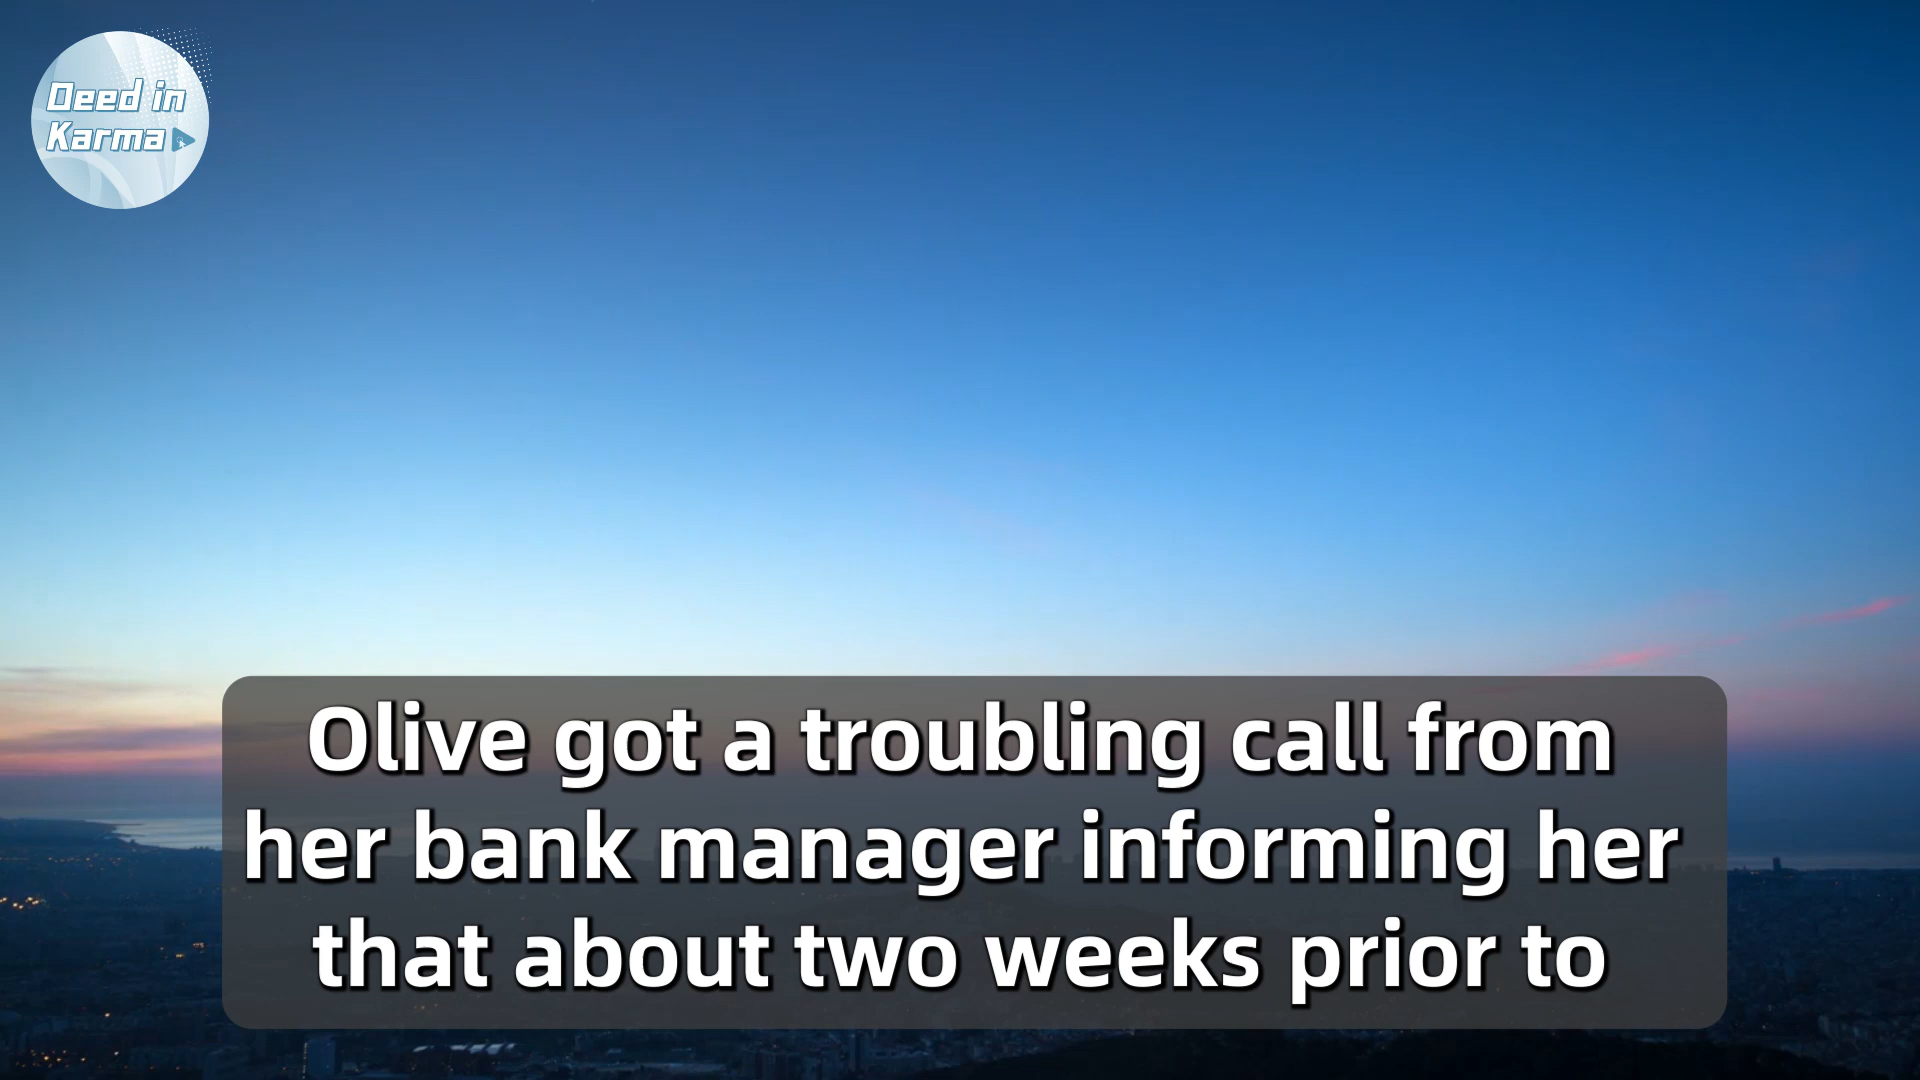 Deed in
Karma
Olive got a troubling call from
her bank manager informing her
that about two weeks prior to